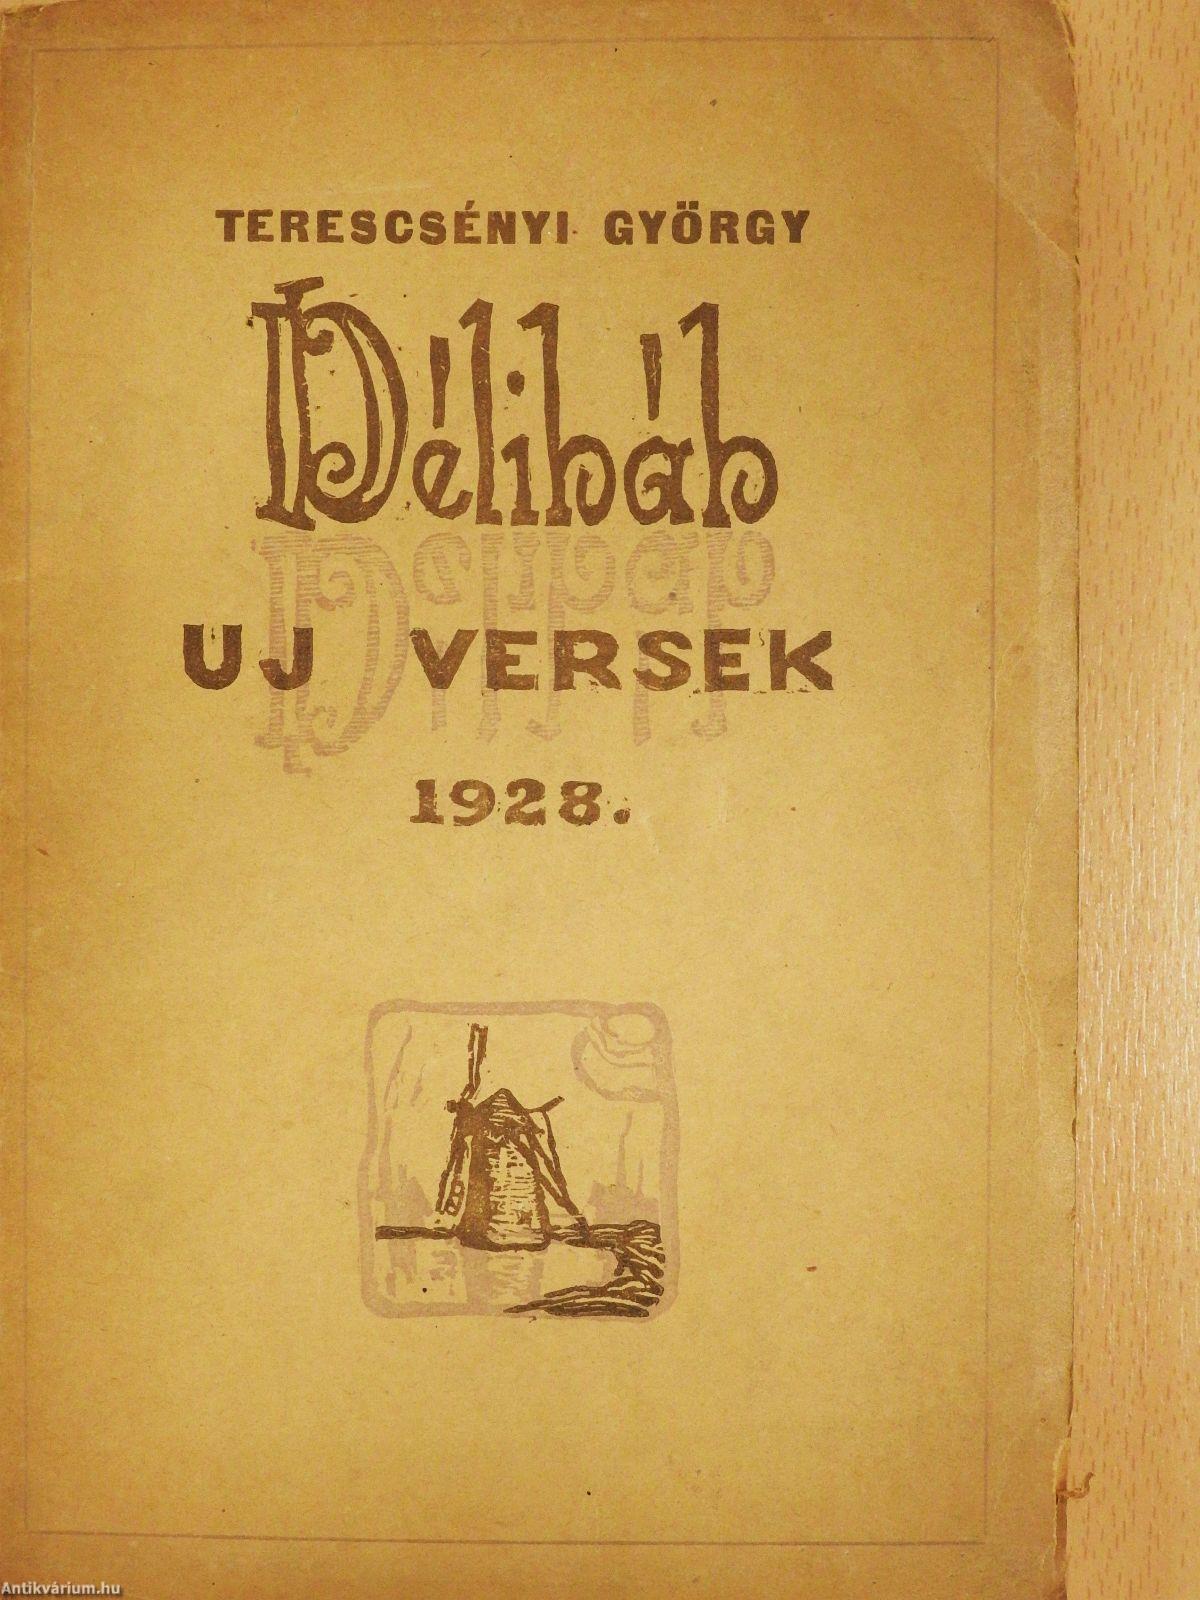 TERESCSÉNYI GYÖRGY
Délibáb
UJ VERSEK
1928.
Antikvárium.hu